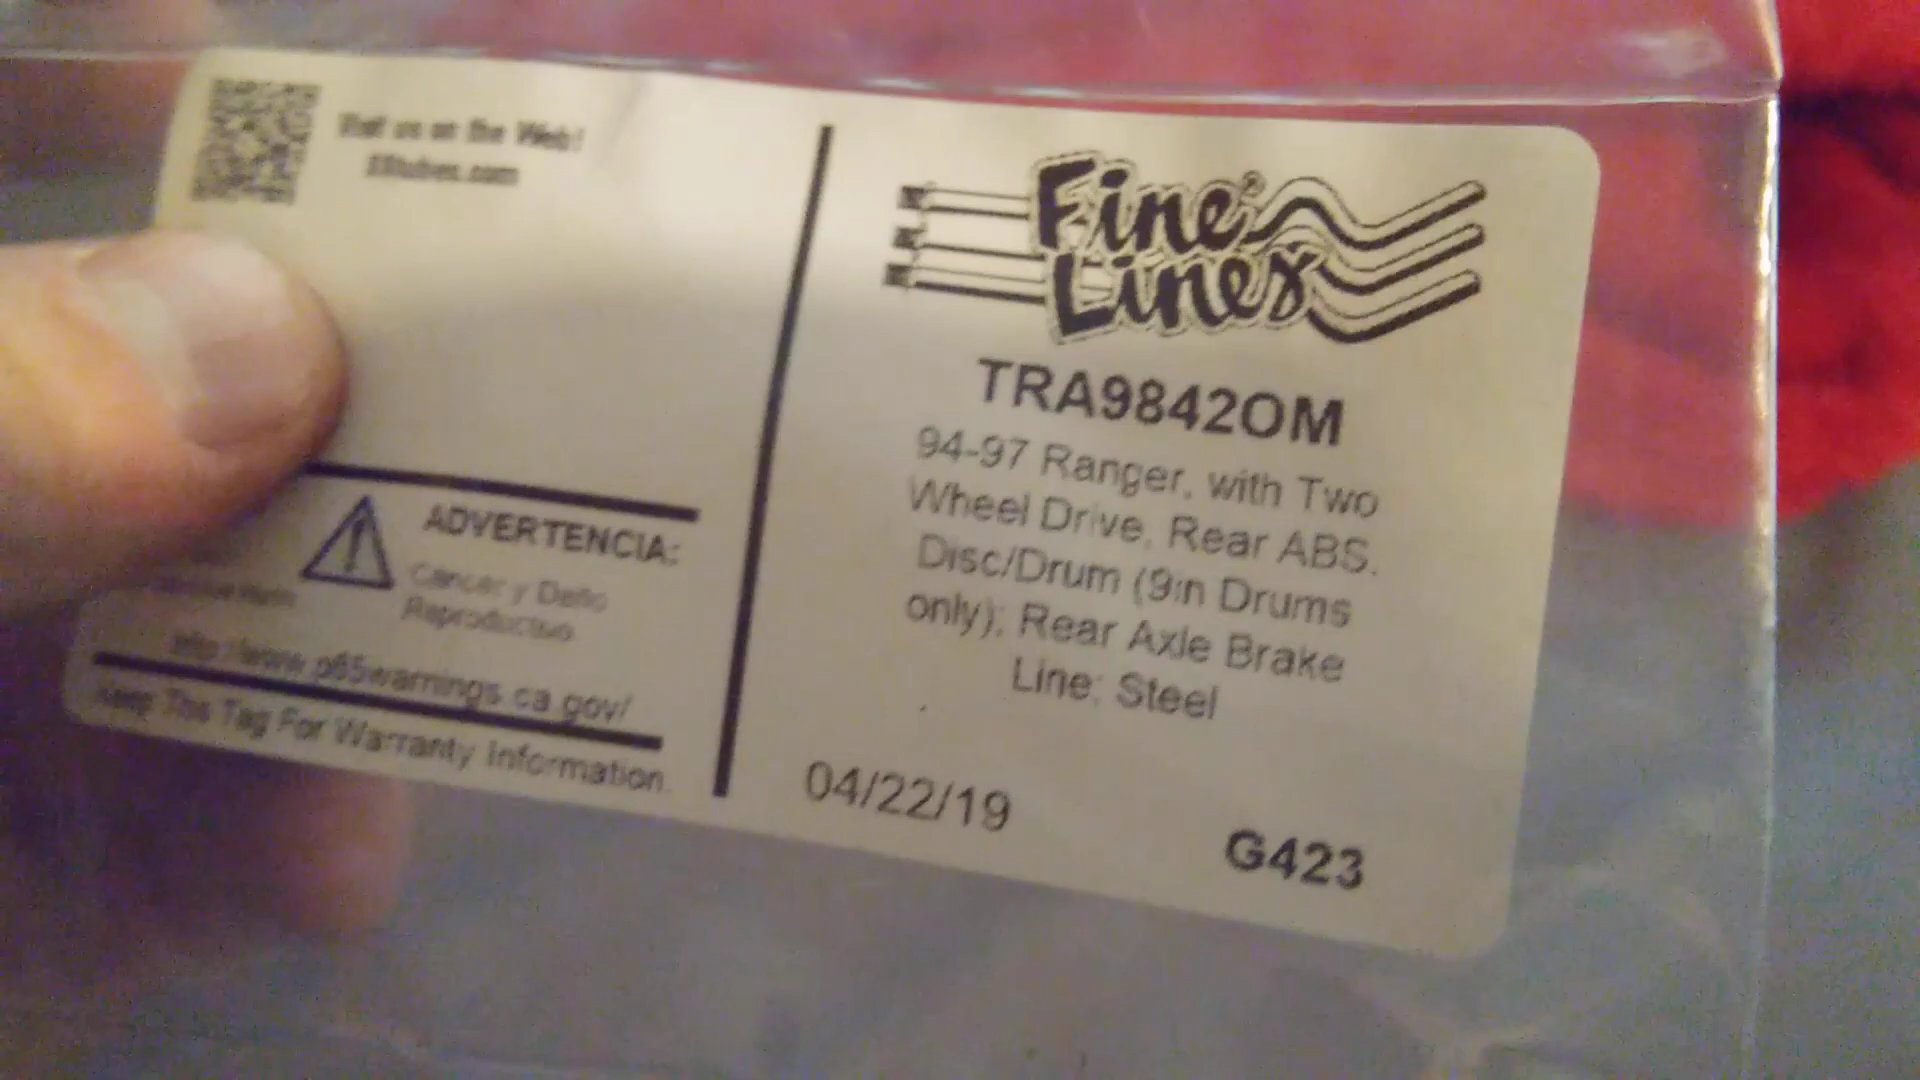 Visit us on the Web!
Fine Lines®
TRA9842OM
94-97 Ranger, with Two
Wheel Drive, Rear ABS.
Disc/Drum (9in Drums
only); Rear Axle Brake
Line; Steel
04/22/19
G423
ADVERTENCIA:
Cancer y Daño
Reproductivo
http://www.p65warnings.ca.gov/
Keep This Tag For Warranty Information.